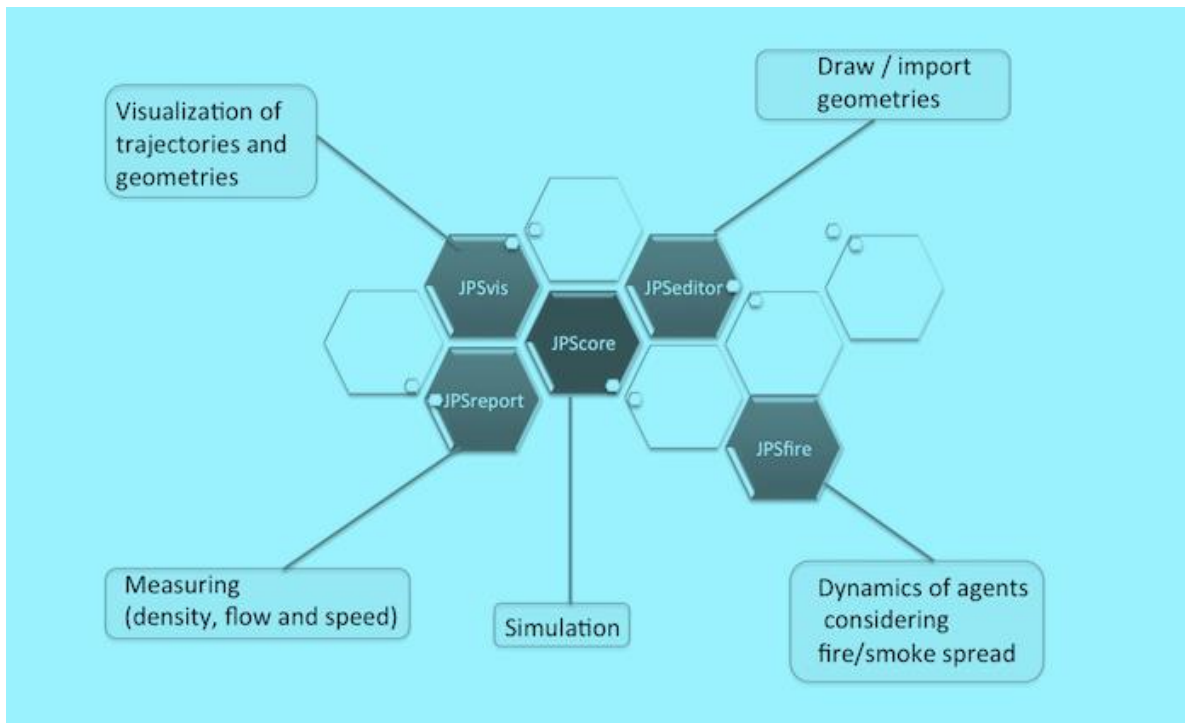 Draw / import
geometries
Visualization of
trajectories and
geometries
JPSvis
JPSeditor
JPScore
JPSreport
JPSfire
Measuring
(density, flow and speed)
Simulation
Dynamics of agents
considering
fire/smoke spread